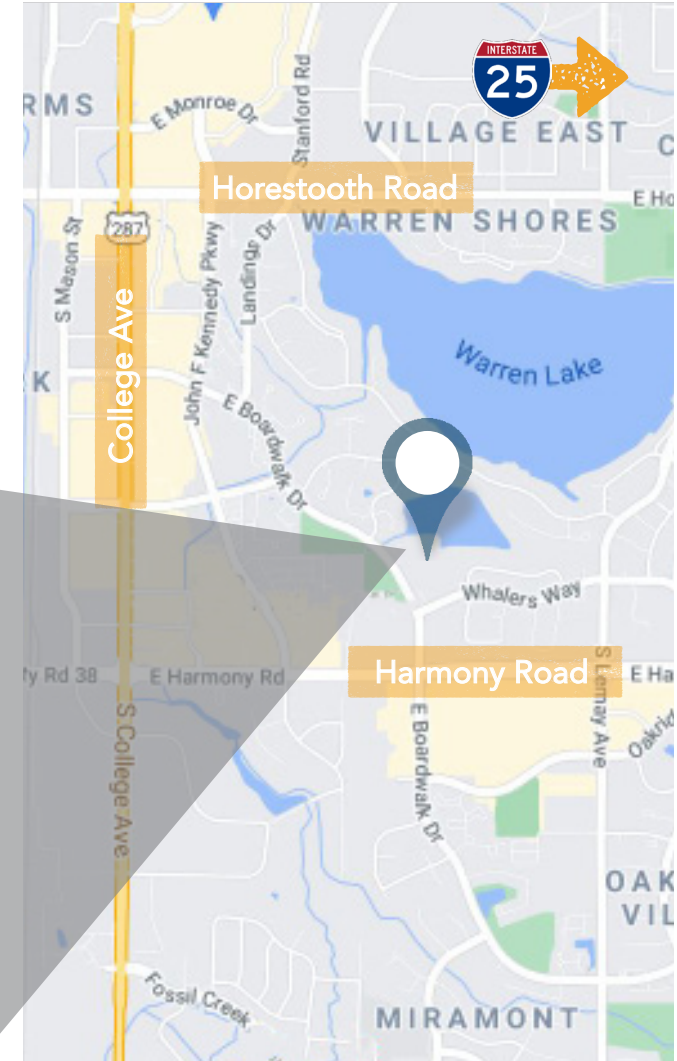 INTERSTATE
25
RMS
E Monroe Dr
Stanford Rd
VILLAGE EAST
C
Horestooth Road
E Ho
287
WARREN SHORES
S Mason St
John F Kennedy Pkwy
Landings Dr
College Ave
Warren Lake
K
E Boardwalk Dr
Whalers Way
Harmony Road
y Rd 38
E Harmony Rd
E Ha
S Lemay Ave
S College Ave
E Boardwalk Dr
Oakrid
OAK
VIL
Fossil Creek
MIRAMONT